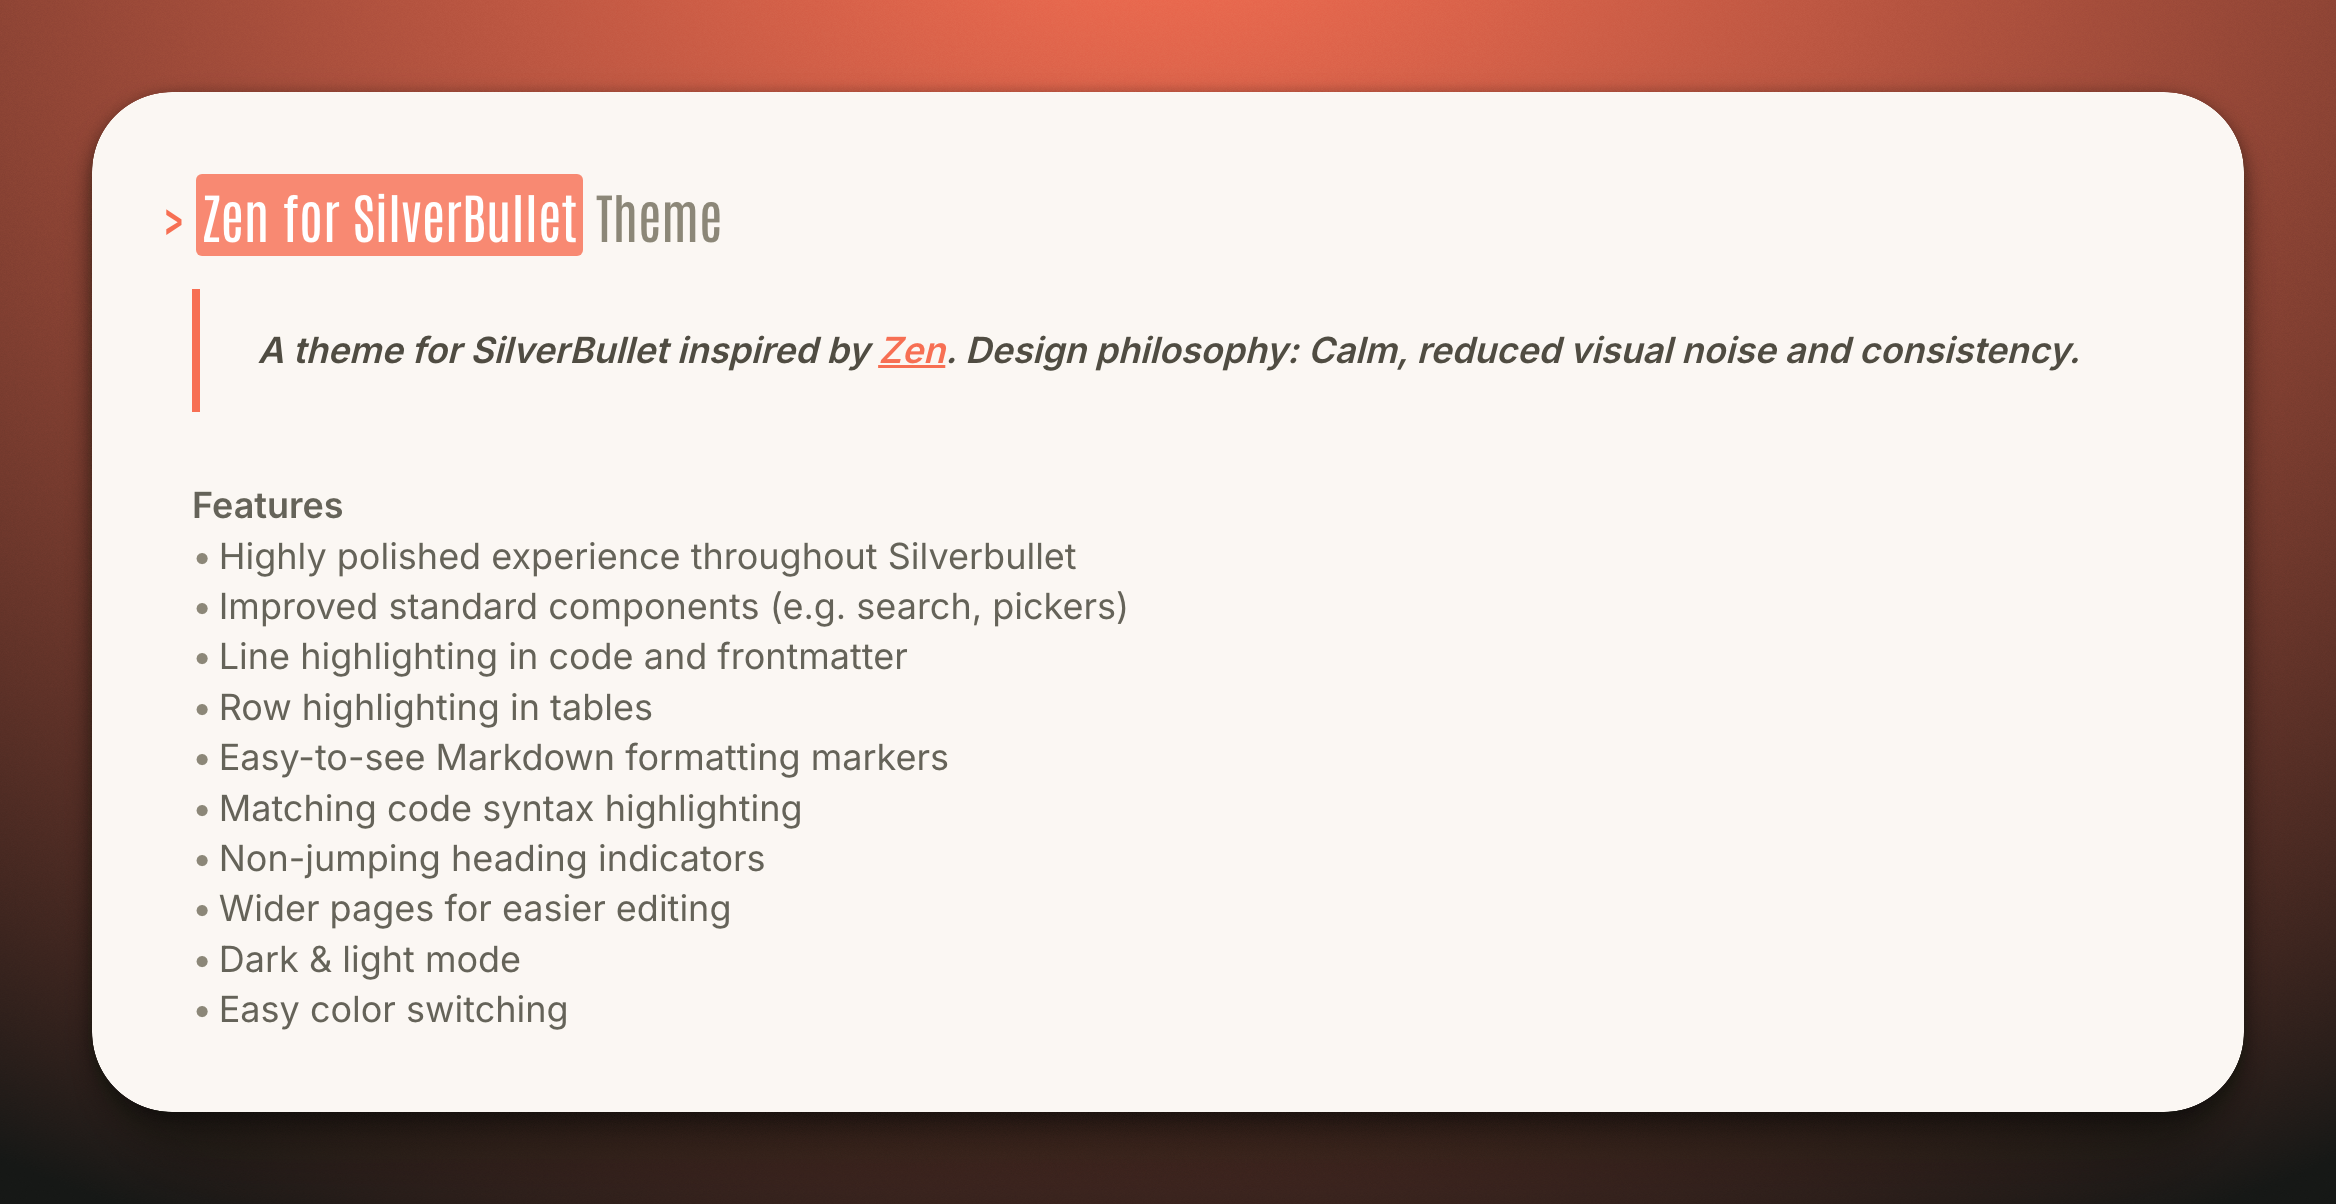 > Zen for SilverBullet Theme
A theme for SilverBullet inspired by Zen. Design philosophy: Calm, reduced visual noise and consistency.
Features
• Highly polished experience throughout Silverbullet
• Improved standard components (e.g. search, pickers)
• Line highlighting in code and frontmatter
• Row highlighting in tables
• Easy-to-see Markdown formatting markers
• Matching code syntax highlighting
• Non-jumping heading indicators
• Wider pages for easier editing
• Dark & light mode
• Easy color switching